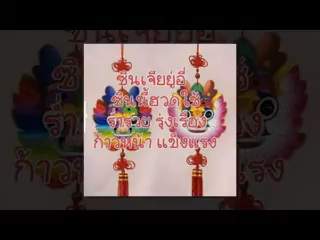 ซินเจียยู่อี่
ซินนี้ฮวดใช้
ร่ำรวย รุ่งเรือง
ก้าวหน้า แข็งแรง